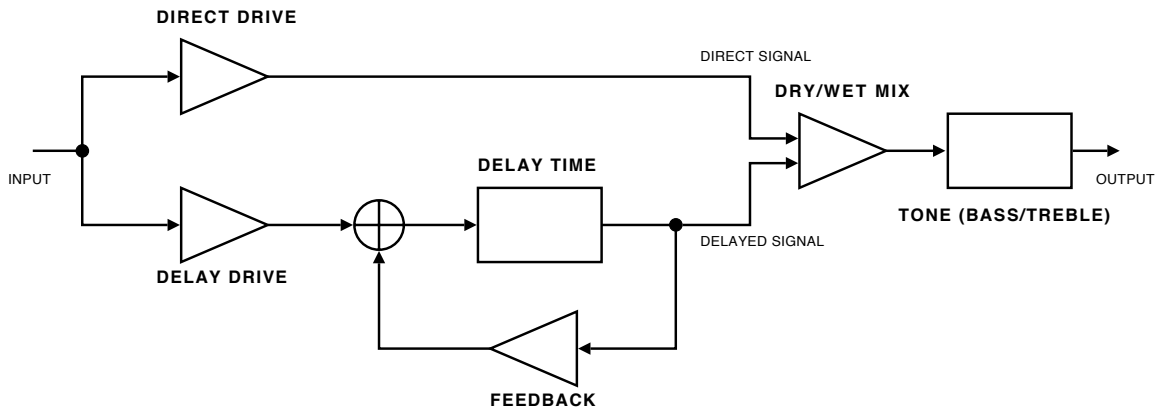 DIRECT DRIVE
DIRECT SIGNAL
DRY/WET MIX
DELAY TIME
INPUT
OUTPUT
TONE (BASS/TREBLE)
DELAYED SIGNAL
DELAY DRIVE
FEEDBACK